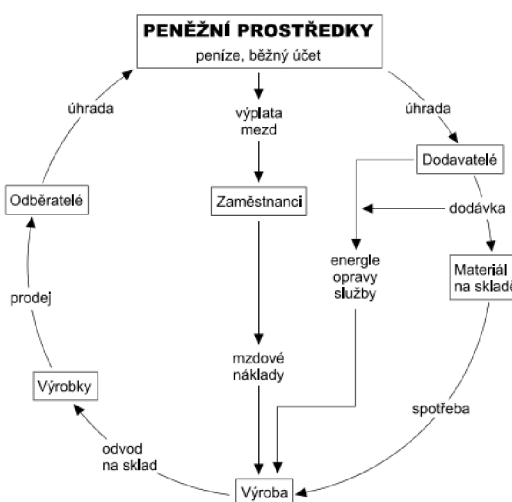 PENĚŽNÍ PROSTŘEDKY
peníze, běžný účet
úhrada
výplata
mezd
úhrada
Dodavatelé
Odběratelé
Zaměstnanci
dodávka
energle
opravy
služby
Materiál
na skladě
prodej
mzdové
náklady
Výrobky
spotřeba
odvod
na sklad
Výroba